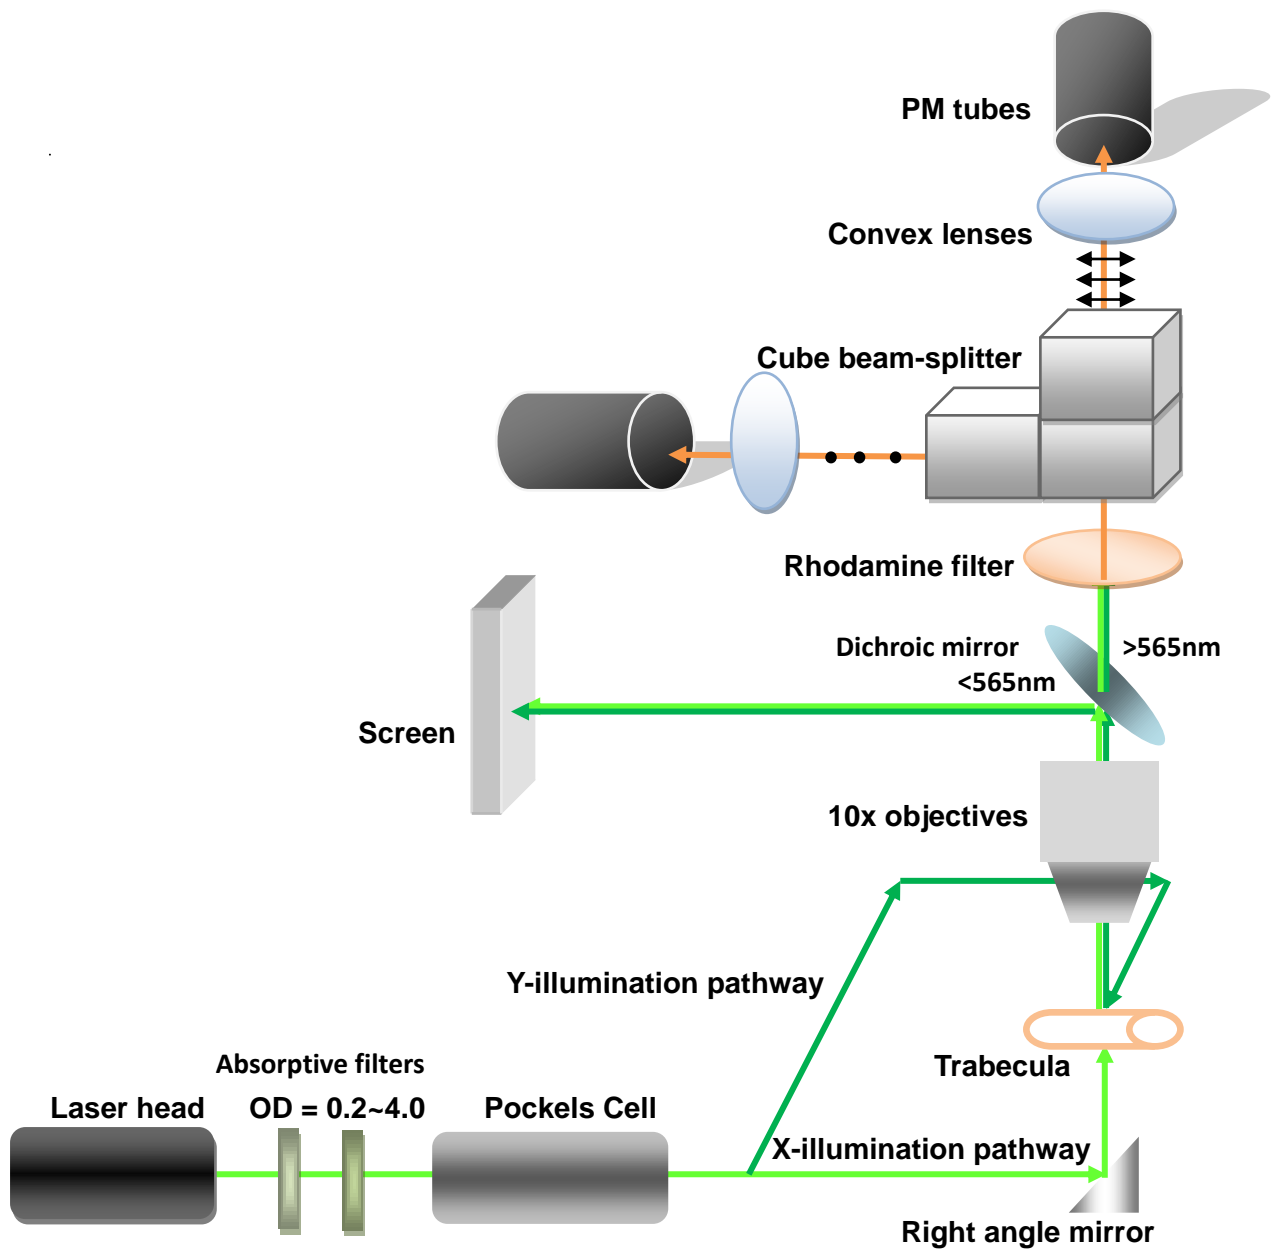 PM tubes
Convex lenses
Cube beam-splitter
Rhodamine filter
Dichroic mirror
>565nm
<565nm
Screen
10x objectives
Y-illumination pathway
Trabecula
Absorptive filters
Laser head
OD = 0.2~4.0
Pockels Cell
X-illumination pathway
Right angle mirror